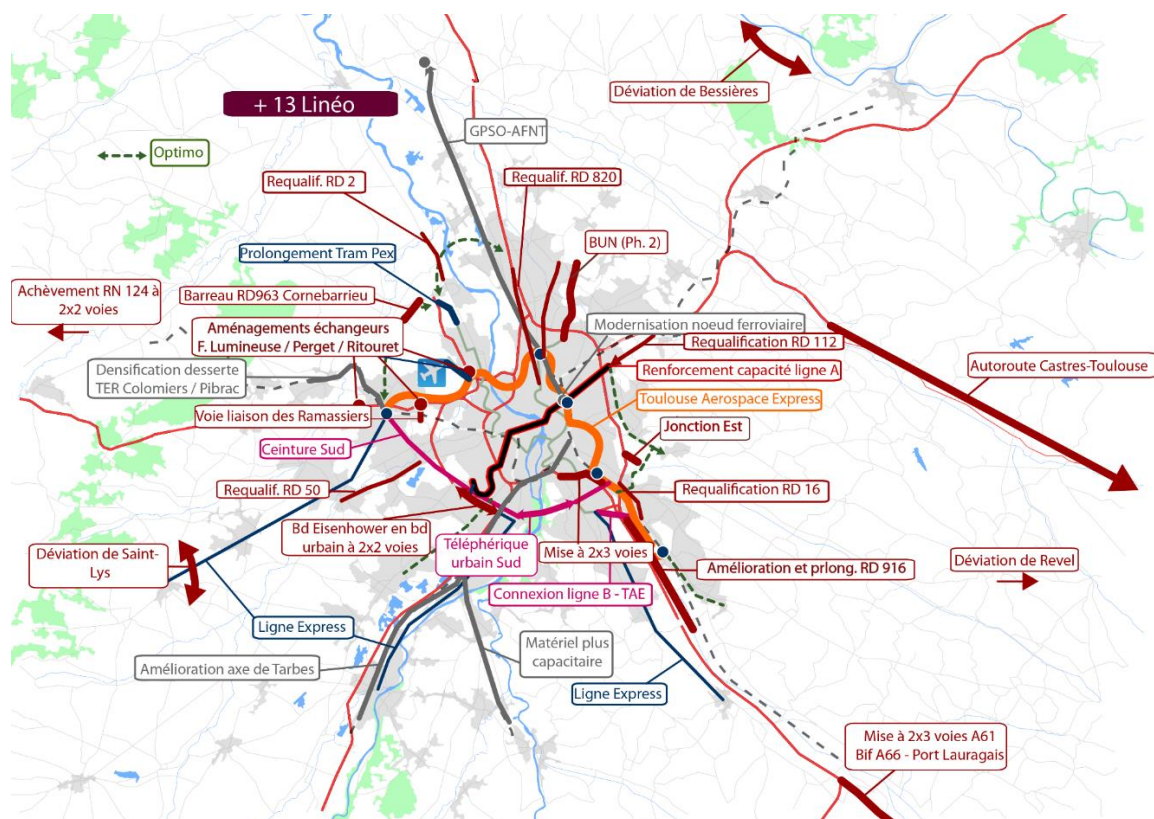 Déviation de Bessières
+ 13 Linéo
GPSO-AFNT
Optimo
Requalif. RD 2
Requalif. RD 820
BUN (Ph. 2)
Prolongement Tram Pex
Achèvement RN 124 à
2x2 voies
Barreau RD963 Cornebarrieu
Aménagements échangeurs
F. Lumineuse / Perget / Ritouret
Modernisation noeud ferroviaire
Requalification RD 112
Densification desserte
TER Colomiers / Pibrac
Renforcement capacité ligne A
Autoroute Castres-Toulouse
Toulouse Aerospace Express
Voie liaison des Ramassiers
Jonction Est
Ceinture Sud
Requalif. RD 50
Requalification RD 16
Bd Eisenhower en bd
urbain à 2x2 voies
Téléphérique
urbain Sud
Mise à 2x3 voies
Déviation de Saint-
Lys
Amélioration et prlong. RD 916
Déviation de Revel
Connexion ligne B - TAE
Ligne Express
Matériel plus
capacitaire
Amélioration axe de Tarbes
Ligne Express
Mise à 2x3 voies A61
Bif A66 - Port Lauragais